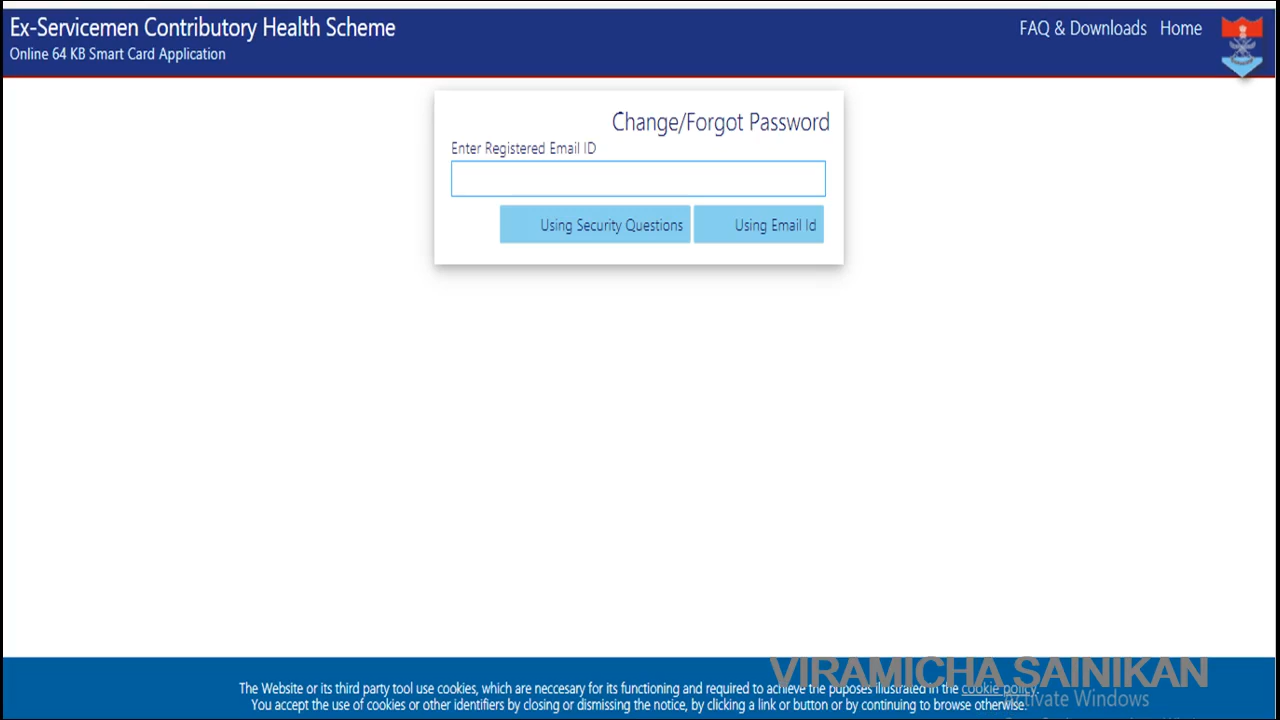 Ex-Servicemen Contributory Health Scheme
Online 64 KB Smart Card Application
FAQ & Downloads Home
Change/Forgot Password
Enter Registered Email ID
Using Security Questions Using Email Id
VIRAMICHA SAINIKAN
The Website or its third party tool use cookies, which are neccesary for its functioning and required to achieve the puposes illustrated in the cookie policy.
Activate Windows
You accept the use of cookies or other identifiers by closing or dismissing the notice, by clicking a link or button or by continuing to browse otherwise.